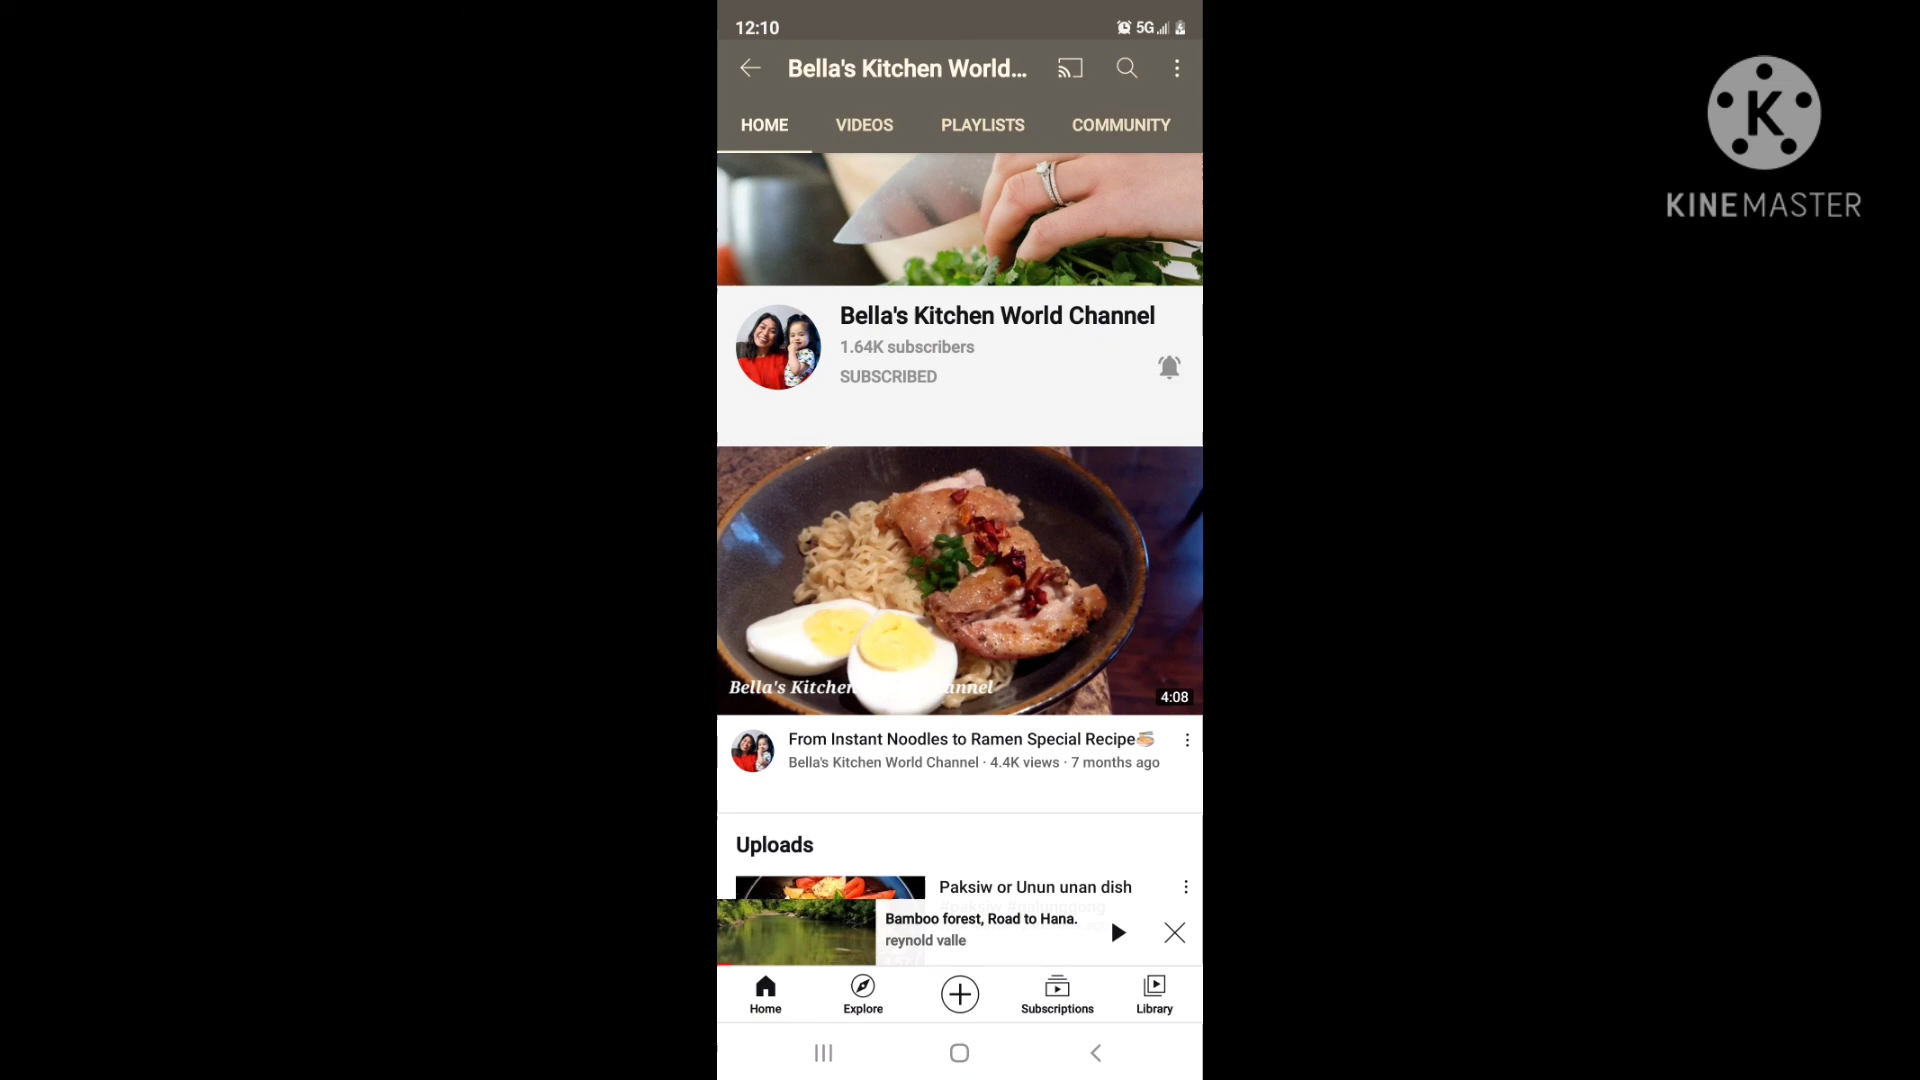 12:10
5G
Bella's Kitchen World...
HOME
VIDEOS
PLAYLISTS
COMMUNITY
K
KINEMASTER
Bella's Kitchen World Channel
1.64K subscribers
SUBSCRIBED
Bella's Kitchen annel
4:08
From Instant Noodles to Ramen Special Recipe🍜
Bella's Kitchen World Channel · 4.4K views · 7 months ago
Uploads
Paksiw or Unun unan dish
#paksiw #galunggong
Bamboo forest, Road to Hana.
reynold valle
Home
Explore
Subscriptions
Library